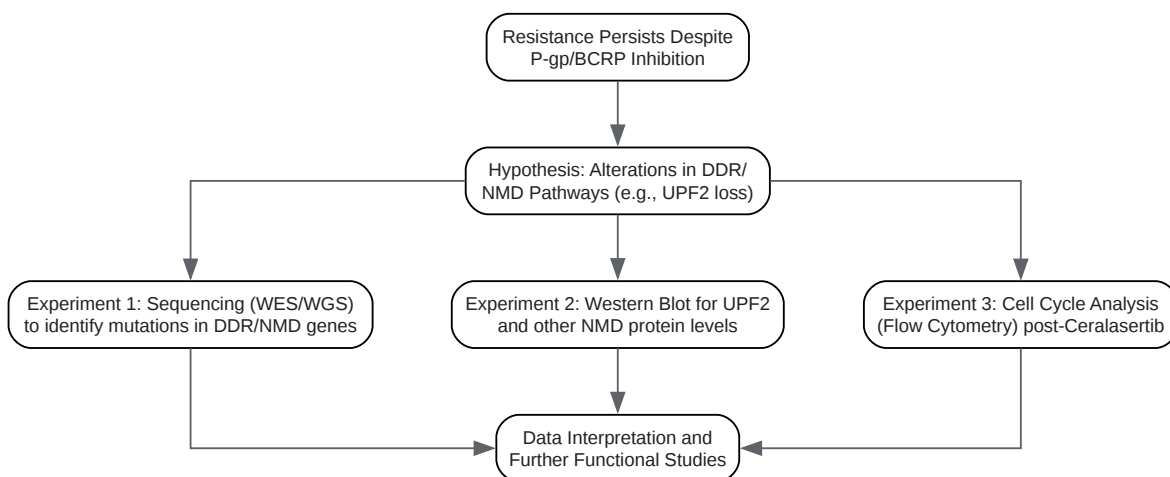 Resistance Persists Despite
P-gp/BCRP Inhibition
Hypothesis: Alterations in DDR/
NMD Pathways (e.g., UPF2 loss)
Experiment 1: Sequencing (WES/WGS)
to identify mutations in DDR/NMD genes
Experiment 2: Western Blot for UPF2
and other NMD protein levels
Experiment 3: Cell Cycle Analysis
(Flow Cytometry) post-Ceralasertib
Data Interpretation and
Further Functional Studies